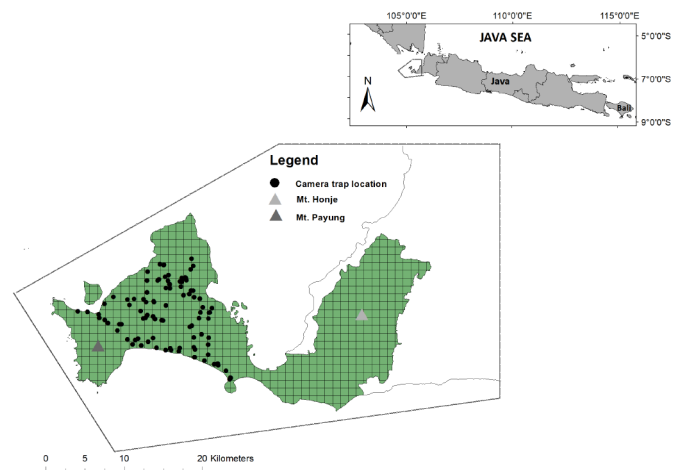 105°0'0"E 110°0'0"E 115°0'0"E
JAVA SEA
5°0'0"S
N
Java
7°0'0"S
Bali
9°0'0"S
Legend
Camera trap location
Mt. Honje
Mt. Payung
0 5 10 20 Kilometers